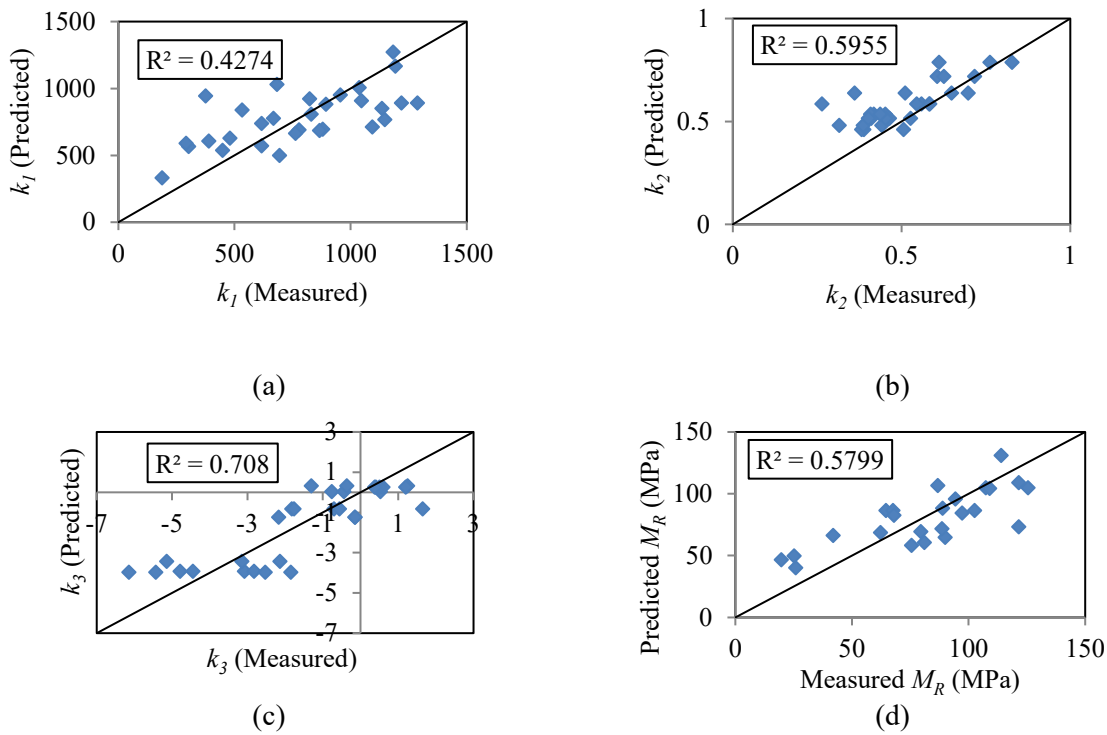 1500
R² = 0.4274
1000
500
0
k₁ (Predicted)
0 500 1000 1500
k₁ (Measured)
(a)
1
R² = 0.5955
0.5
0
k₂ (Predicted)
0 0.5 1
k₂ (Measured)
(b)
3
R² = 0.708
1
-7 -5 -3 -1 1 3
-1
-3
-5
-7
k₃ (Predicted)
k₃ (Measured)
(c)
150
R² = 0.5799
100
50
0
Predicted M_R (MPa)
0 50 100 150
Measured M_R (MPa)
(d)